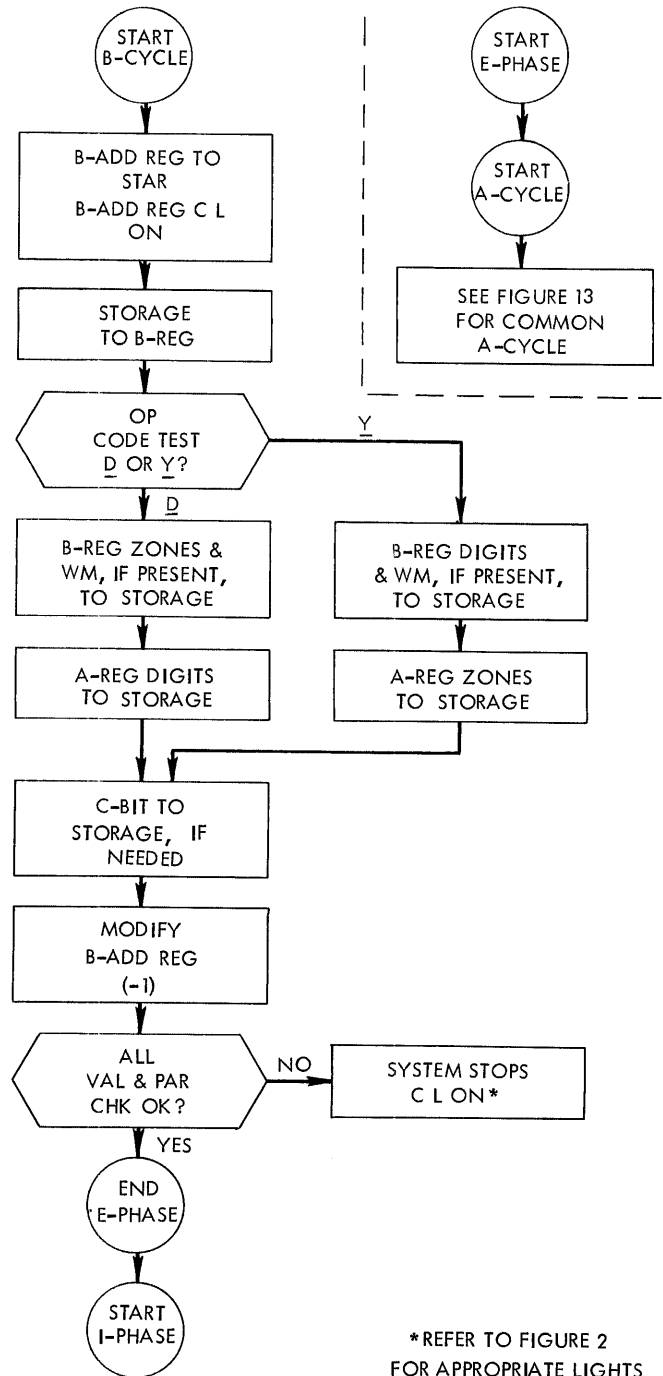 START
B-CYCLE
B-ADD REG TO
STAR
B-ADD REG C L
ON
STORAGE
TO B-REG
OP
CODE TEST
D OR Y?
Y
D
B-REG ZONES &
WM, IF PRESENT,
TO STORAGE
A-REG DIGITS
TO STORAGE
B-REG DIGITS
& WM, IF PRESENT,
TO STORAGE
A-REG ZONES
TO STORAGE
C-BIT TO
STORAGE, IF
NEEDED
MODIFY
B-ADD REG
(-1)
ALL
VAL & PAR
CHK OK?
NO
SYSTEM STOPS
C L ON*
YES
END
E-PHASE
START
I-PHASE
START
E-PHASE
START
A-CYCLE
SEE FIGURE 13
FOR COMMON
A-CYCLE
*REFER TO FIGURE 2
FOR APPROPRIATE LIGHTS